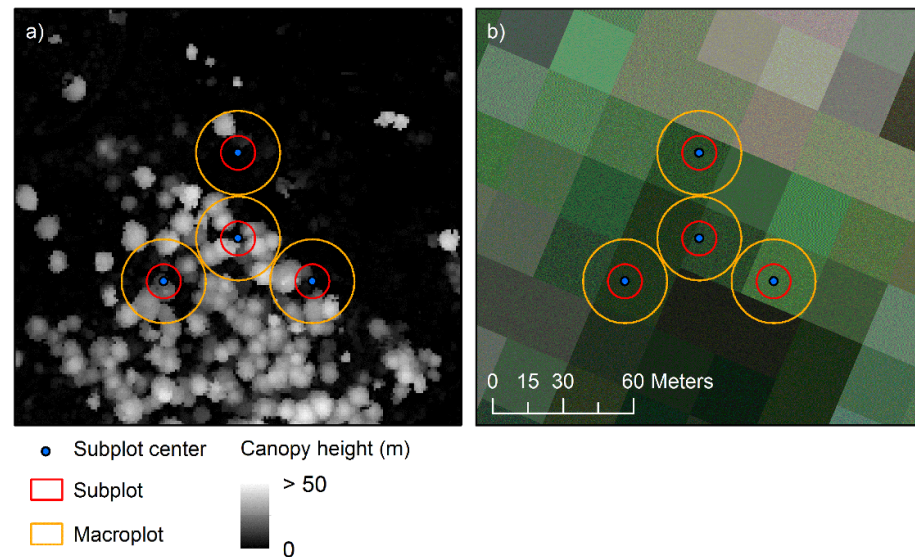 a)
b)
0 15 30 60 Meters
Subplot center
Canopy height (m)
Subplot
> 50
Macroplot
0